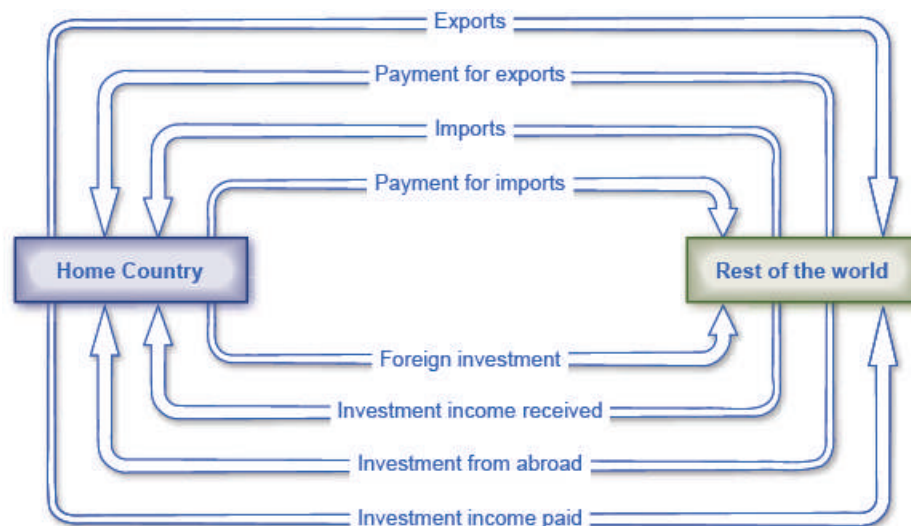 Exports
Payment for exports
Imports
Payment for imports
Home Country
Rest of the world
Foreign investment
Investment income received
Investment from abroad
Investment income paid